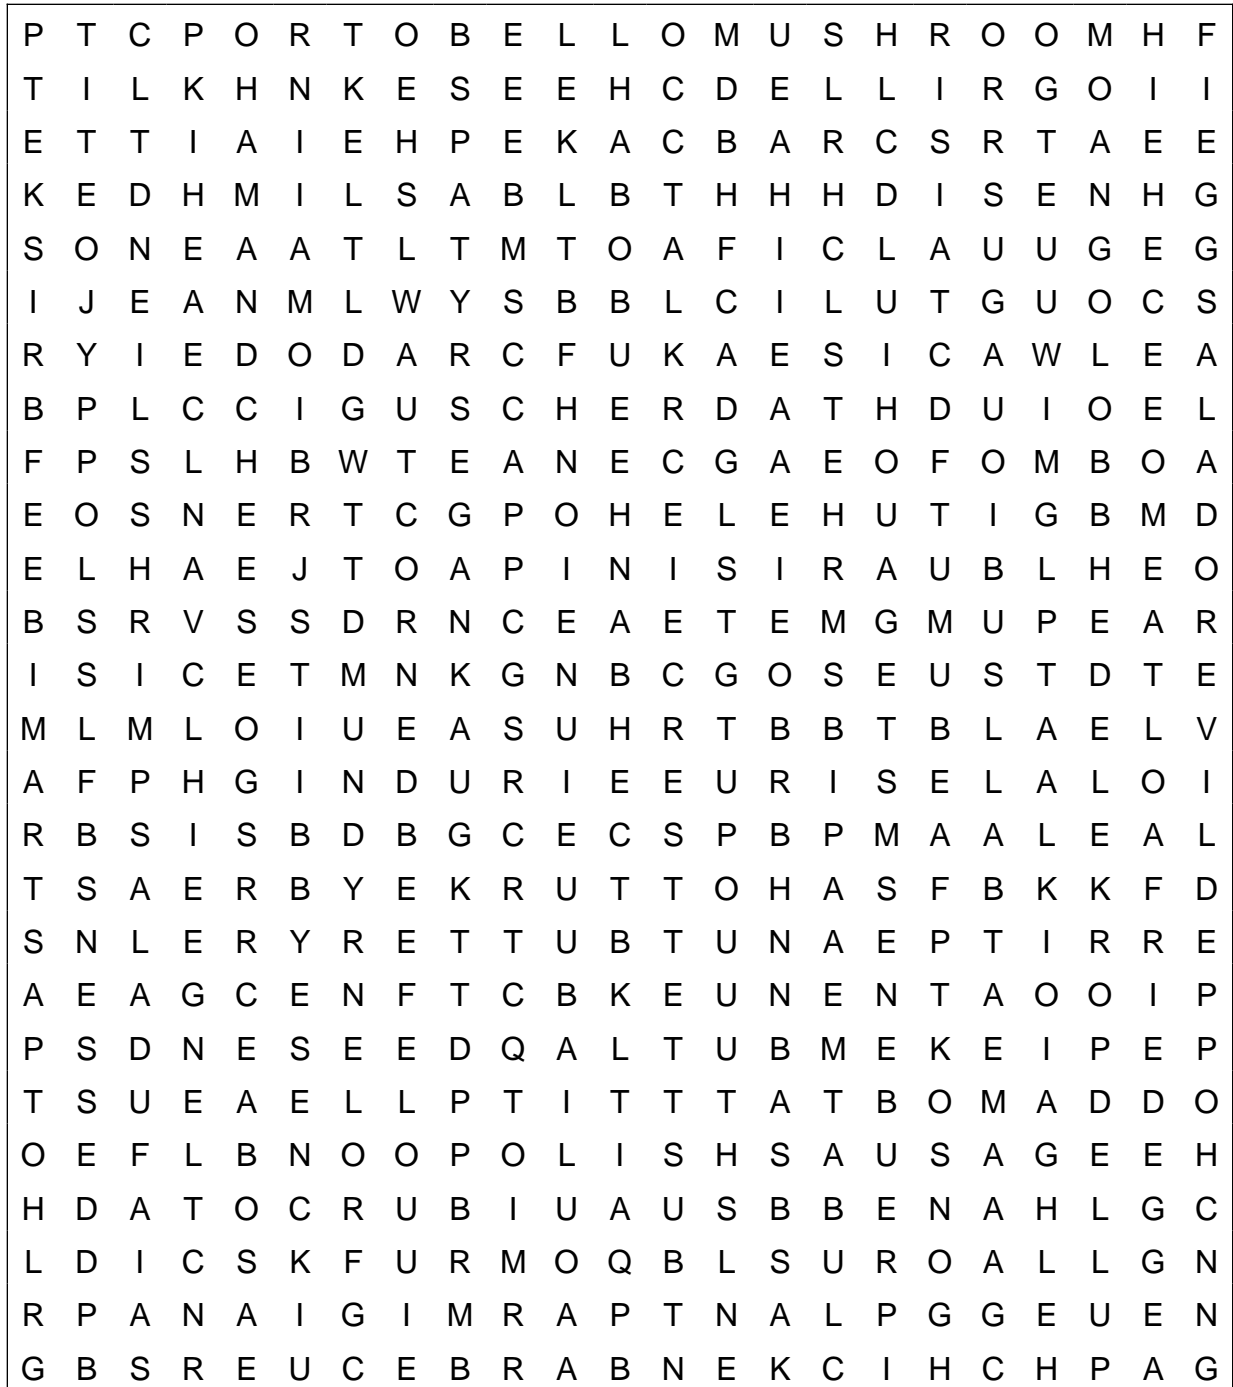 P T C P O R T O B E L L O M U S H R O O M H F
T I L K H N K E S E E H C D E L L I R G O I I
E T T I A I E H P E K A C B A R C S R T A E E
K E D H M I L S A B L B T H H H D I S E N H G
S O N E A A T L T M T O A F I C L A U U G E G
I J E A N M L W Y S B B L C I L U T G U O C S
R Y I E D O D A R C F U K A E S I C A W L E A
B P L C C I G U S C H E R D A T H D U I O E L
F P S L H B W T E A N E C G A E O F O M B O A
E O S N E R T C G P O H E L E H U T I G B M D
E L H A E J T O A P I N I S I R A U B L H E O
B S R V S S D R N C E A E T E M G M U P E A R
I S I C E T M N K G N B C G O S E U S T D T E
M L M L O I U E A S U H R T B B T B L A E L V
A F P H G I N D U R I E E U R I S E L A L O I
R B S I S B D B G C E C S P B P M A A L E A L
T S A E R B Y E K R U T T O H A S F B K K F D
S N L E R Y R E T T U B T U N A E P T I R R E
A E A G C E N F T C B K E U N E N T A O O I P
P S D N E S E E D Q A L T U B M E K E I P E P
T S U E A E L L P T I T T T A T B O M A D D O
O E F L B N O O P O L I S H S A U S A G E E H
H D A T O C R U B I U A U S B B E N A H L G C
L D I C S K F U R M O Q B L S U R O A L L G N
R P A N A I G I M R A P T N A L P G G E U E N
G B S R E U C E B R A B N E K C I H C H P A G